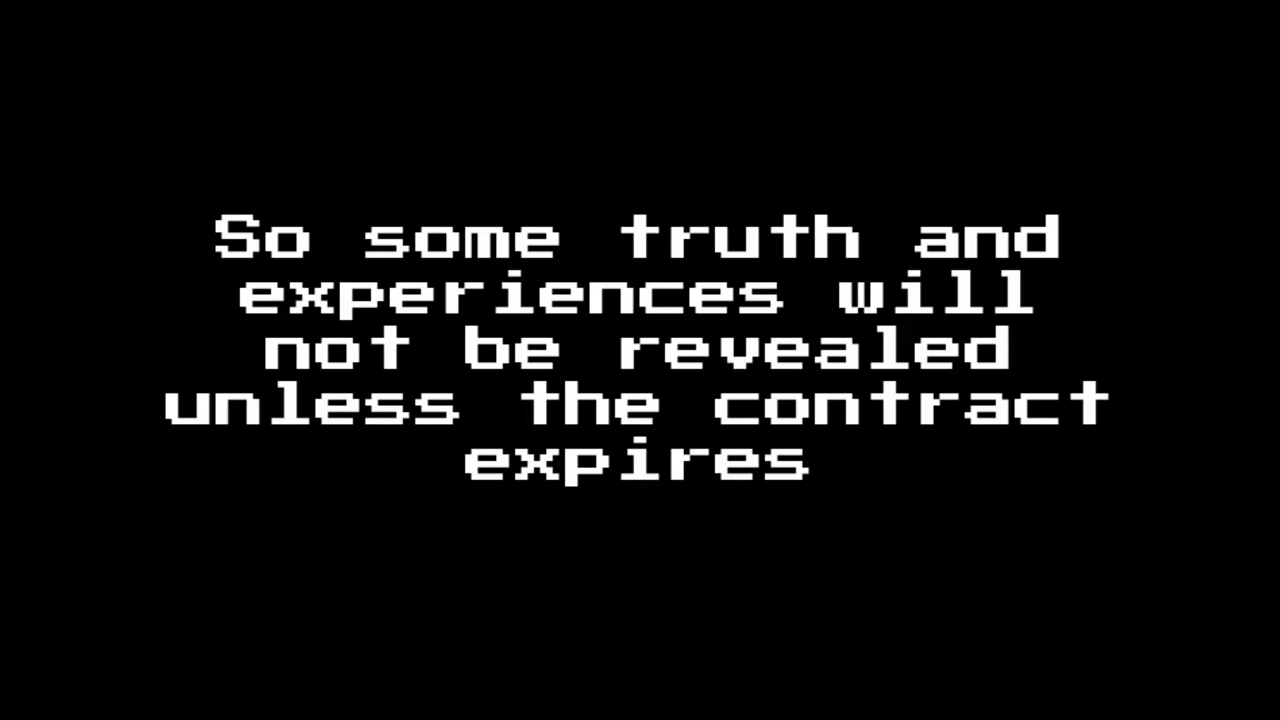 So some truth and
experiences will
not be revealed
unless the contract
expires